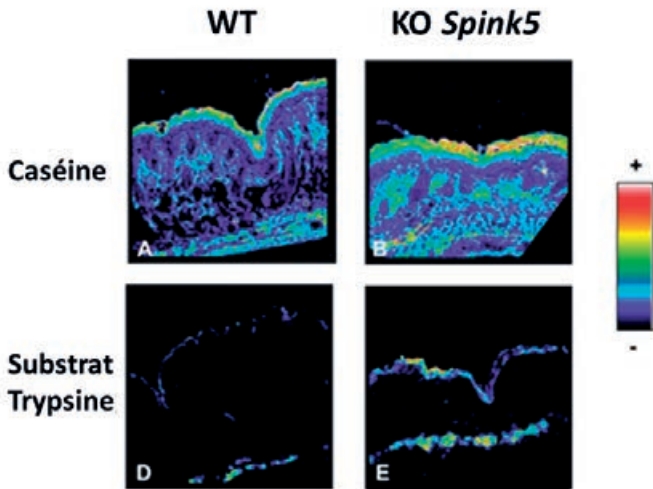 WT KO Spink5
Caséine
A B
+
-
Substrat
Trypsine
D E